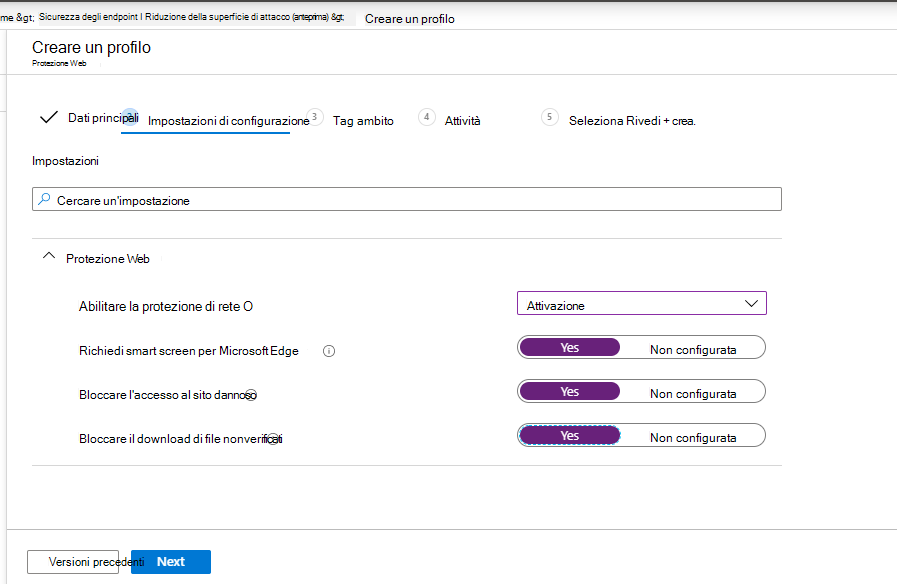 me &gt; Sicurezza degli endpoint I Riduzione della superficie di attacco (anteprima) &gt; Creare un profilo
Creare un profilo
Protezione Web
Dati principali 2 Impostazioni di configurazione 3 Tag ambito 4 Attività 5 Seleziona Rivedi + crea.
Impostazioni
Cercare un'impostazione
Protezione Web
Abilitare la protezione di rete O Attivazione
Richiedi smart screen per Microsoft Edge Yes Non configurata
Bloccare l'accesso al sito dannoso Yes Non configurata
Bloccare il download di file nonverificati Yes Non configurata
Versioni precedenti Next